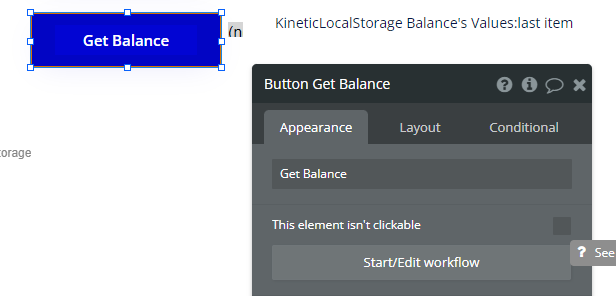 KineticLocalStorage Balance's Values:last item
Get Balance
(n
Button Get Balance
Appearance Layout Conditional
torage
Get Balance
This element isn't clickable
? See
Start/Edit workflow